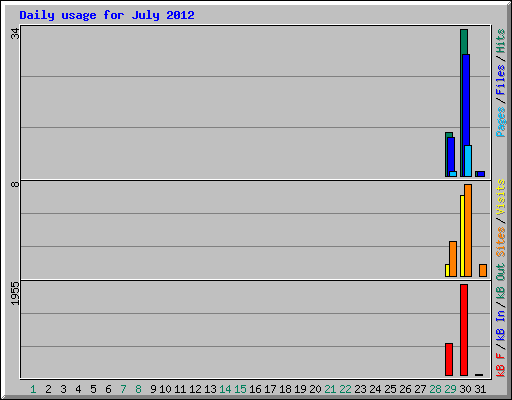 Daily usage for July 2012
34
8
1955
Pages / Files / Hits
Sites / Visits
kB F / kB In / kB Out
1 2 3 4 5 6 7 8 9 10 11 12 13 14 15 16 17 18 19 20 21 22 23 24 25 26 27 28 29 30 31